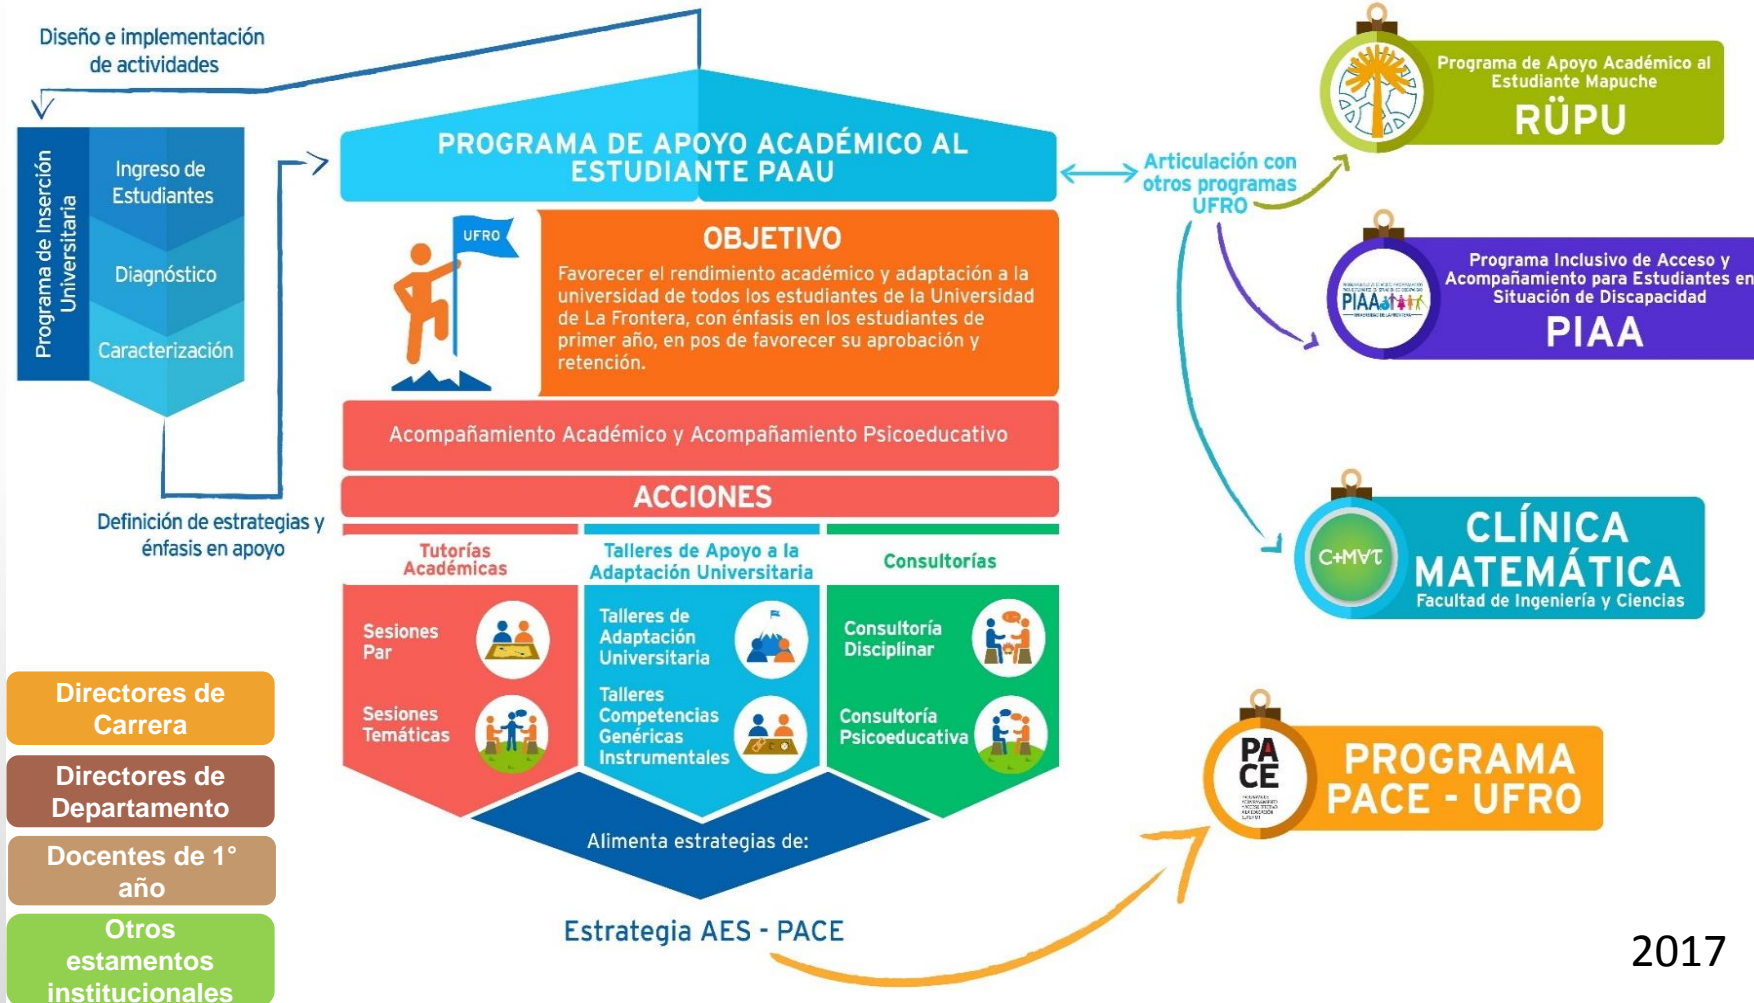 Diseño e implementación
de actividades
Programa de Inserción
Universitaria
Ingreso de
Estudiantes
Diagnóstico
Caracterización
Definición de estrategias y
énfasis en apoyo
PROGRAMA DE APOYO ACADÉMICO AL
ESTUDIANTE PAAU
UFRO
OBJETIVO
Favorecer el rendimiento académico y adaptación a la
universidad de todos los estudiantes de la Universidad
de La Frontera, con énfasis en los estudiantes de
primer año, en pos de favorecer su aprobación y
retención.
Acompañamiento Académico y Acompañamiento Psicoeducativo
ACCIONES
Tutorías
Académicas
Sesiones
Par
Sesiones
Temáticas
Talleres de Apoyo a la
Adaptación Universitaria
Talleres de
Adaptación
Universitaria
Talleres
Competencias
Genéricas
Instrumentales
Consultorías
Consultoría
Disciplinar
Consultoría
Psicoeducativa
Alimenta estrategias de:
Estrategia AES - PACE
Articulación con
otros programas
UFRO
Programa de Apoyo Académico al
Estudiante Mapuche
RÜPU
Programa Inclusivo de Acceso y
Acompañamiento para Estudiantes en
Situación de Discapacidad
PIAA
PIAA
C+M∀τ
CLÍNICA
MATEMÁTICA
Facultad de Ingeniería y Ciencias
PA
CE
PROGRAMA
PACE - UFRO
Directores de
Carrera
Directores de
Departamento
Docentes de 1°
año
Otros
estamentos
institucionales
2017